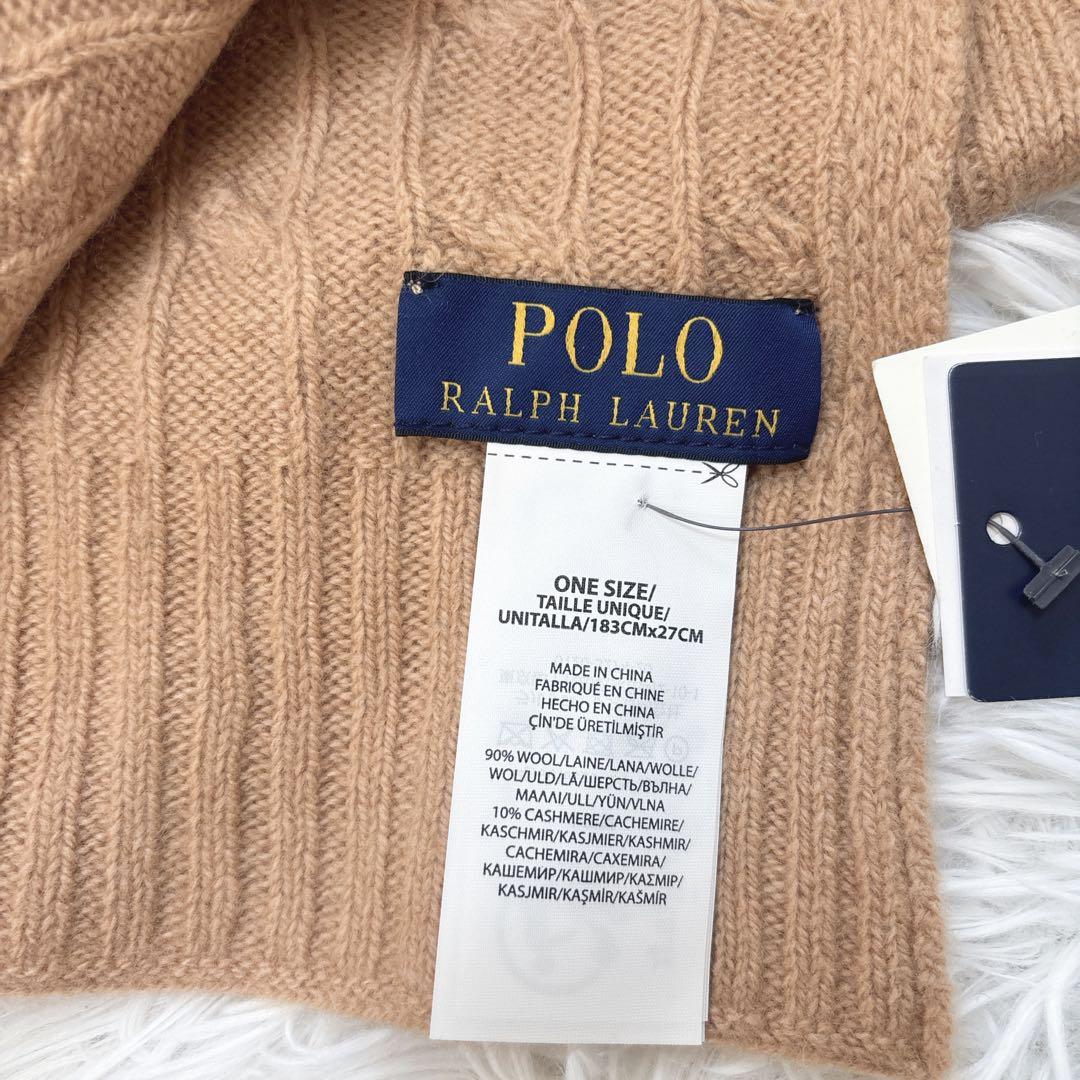 POLO
RALPH LAUREN
ONE SIZE/
TAILLE UNIQUE/
UNITALLA/183CMx27CM
MADE IN CHINA
FABRIQUÉ EN CHINE
HECHO EN CHINA
ÇİN'DE ÜRETİLMİŞTİR
90% WOOL/LAINE/LANA/WOLLE/
WOL/ULD/LÃ/ШЕРСТЬ/ВЪЛНА/
ΜΑΛΛΙ/ULL/YÜN/VLNA
10% CASHMERE/CACHEMIRE/
KASCHMIR/KASJMIER/KASHMIR/
CACHEMIRA/CAXEMIRA/
КАШЕМИР/КАШМИР/ΚΑΣΜΙΡ/
KASJMIR/KAŞMİR/KAŠMÍR